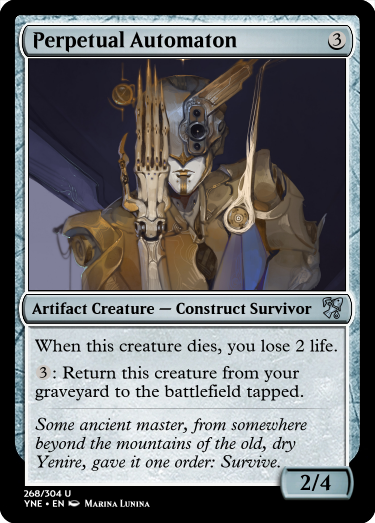 Perpetual Automaton 3
Artifact Creature — Construct Survivor
When this creature dies, you lose 2 life.
3: Return this creature from your
graveyard to the battlefield tapped.
Some ancient master, from somewhere
beyond the mountains of the old, dry
Yenire, gave it one order: Survive.
2/4
268/304 U
YNE • EN Marina Lunina